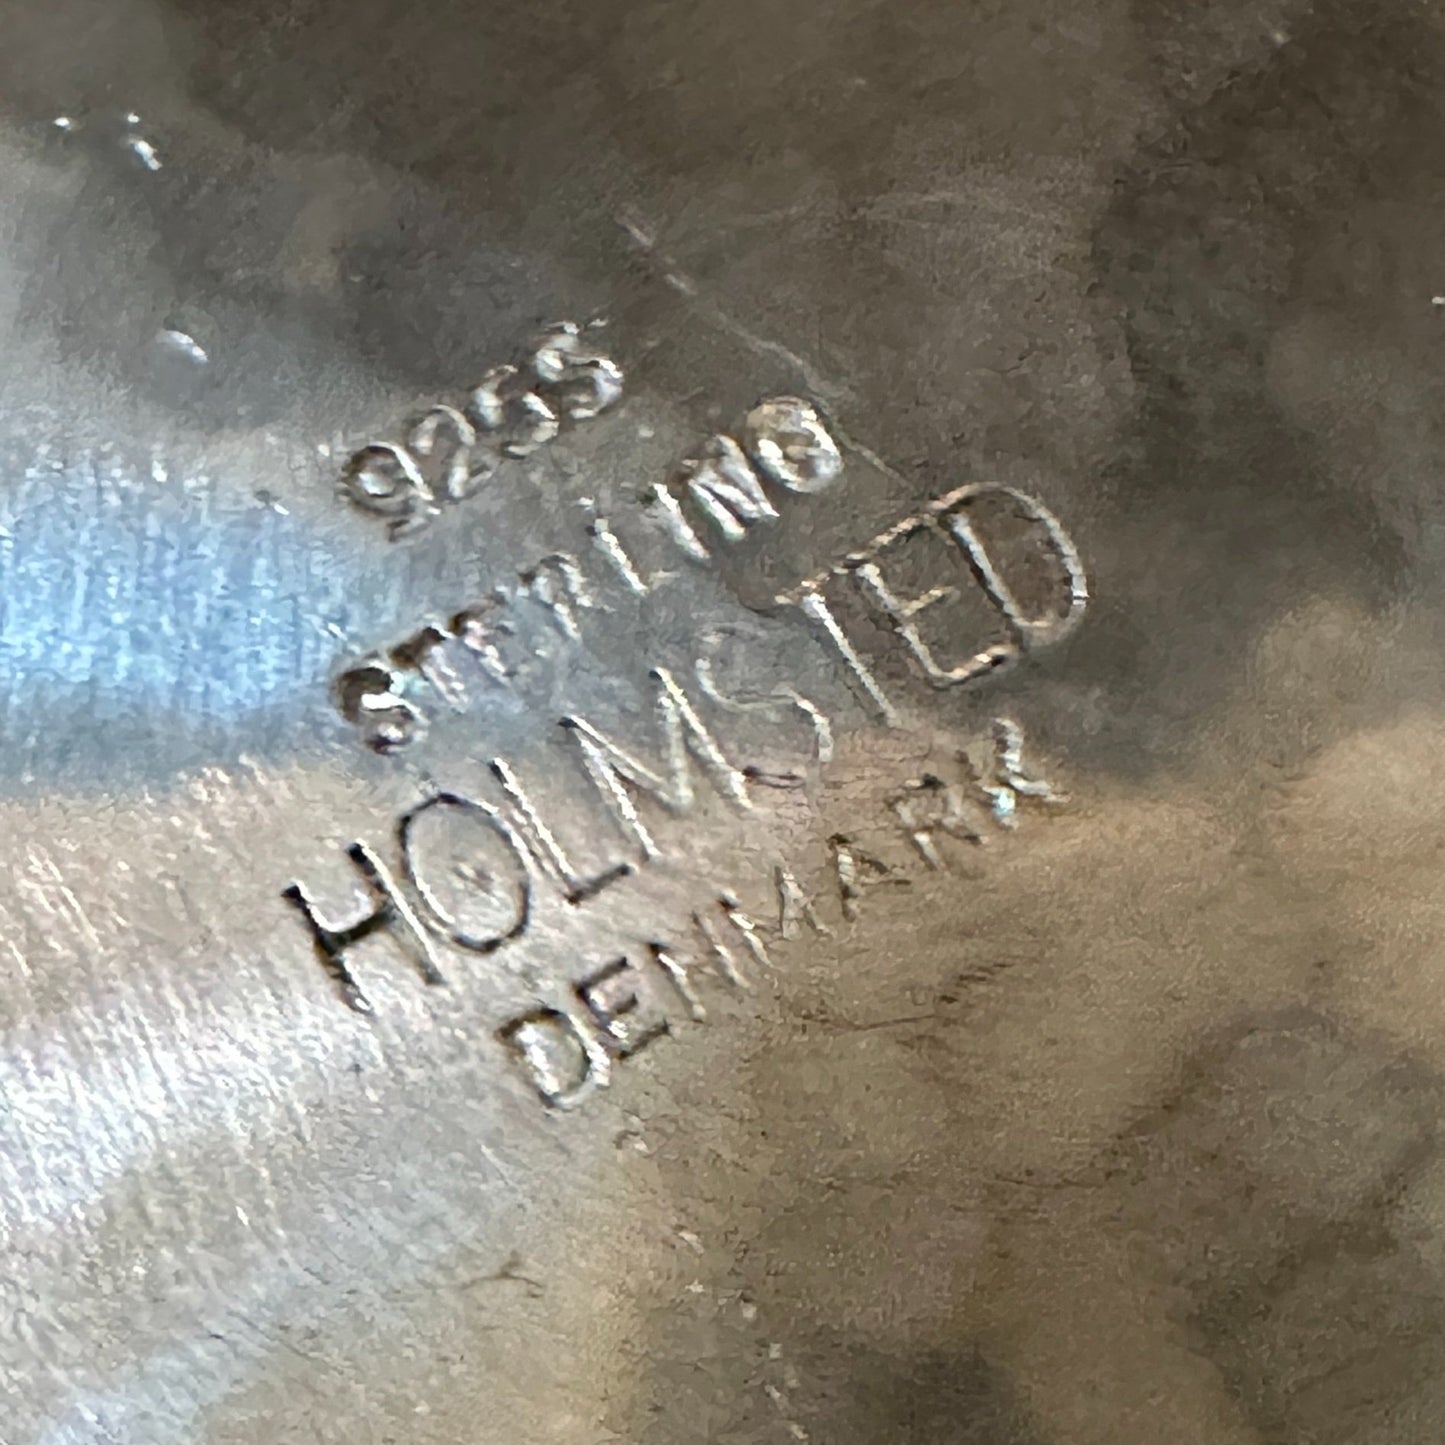 925S
STERLING
HOLMSTED
DENMARK